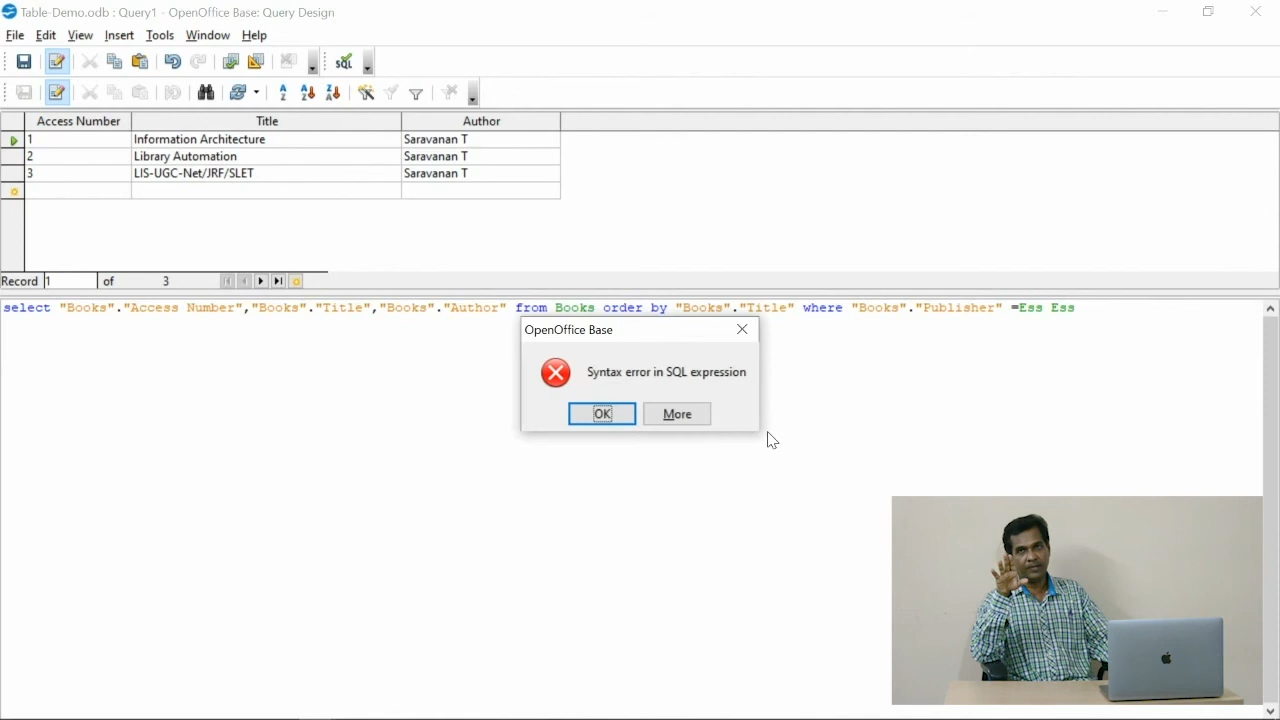 Table-Demo.odb : Query1 - OpenOffice Base: Query Design
File Edit View Insert Tools Window Help
SQL
Access Number Title Author
1 Information Architecture Saravanan T
2 Library Automation Saravanan T
3 LIS-UGC-Net/JRF/SLET Saravanan T
Record 1 of 3
select "Books"."Access Number","Books"."Title","Books"."Author" from Books order by "Books"."Title" where "Books"."Publisher" =Ess Ess
OpenOffice Base
Syntax error in SQL expression
OK More